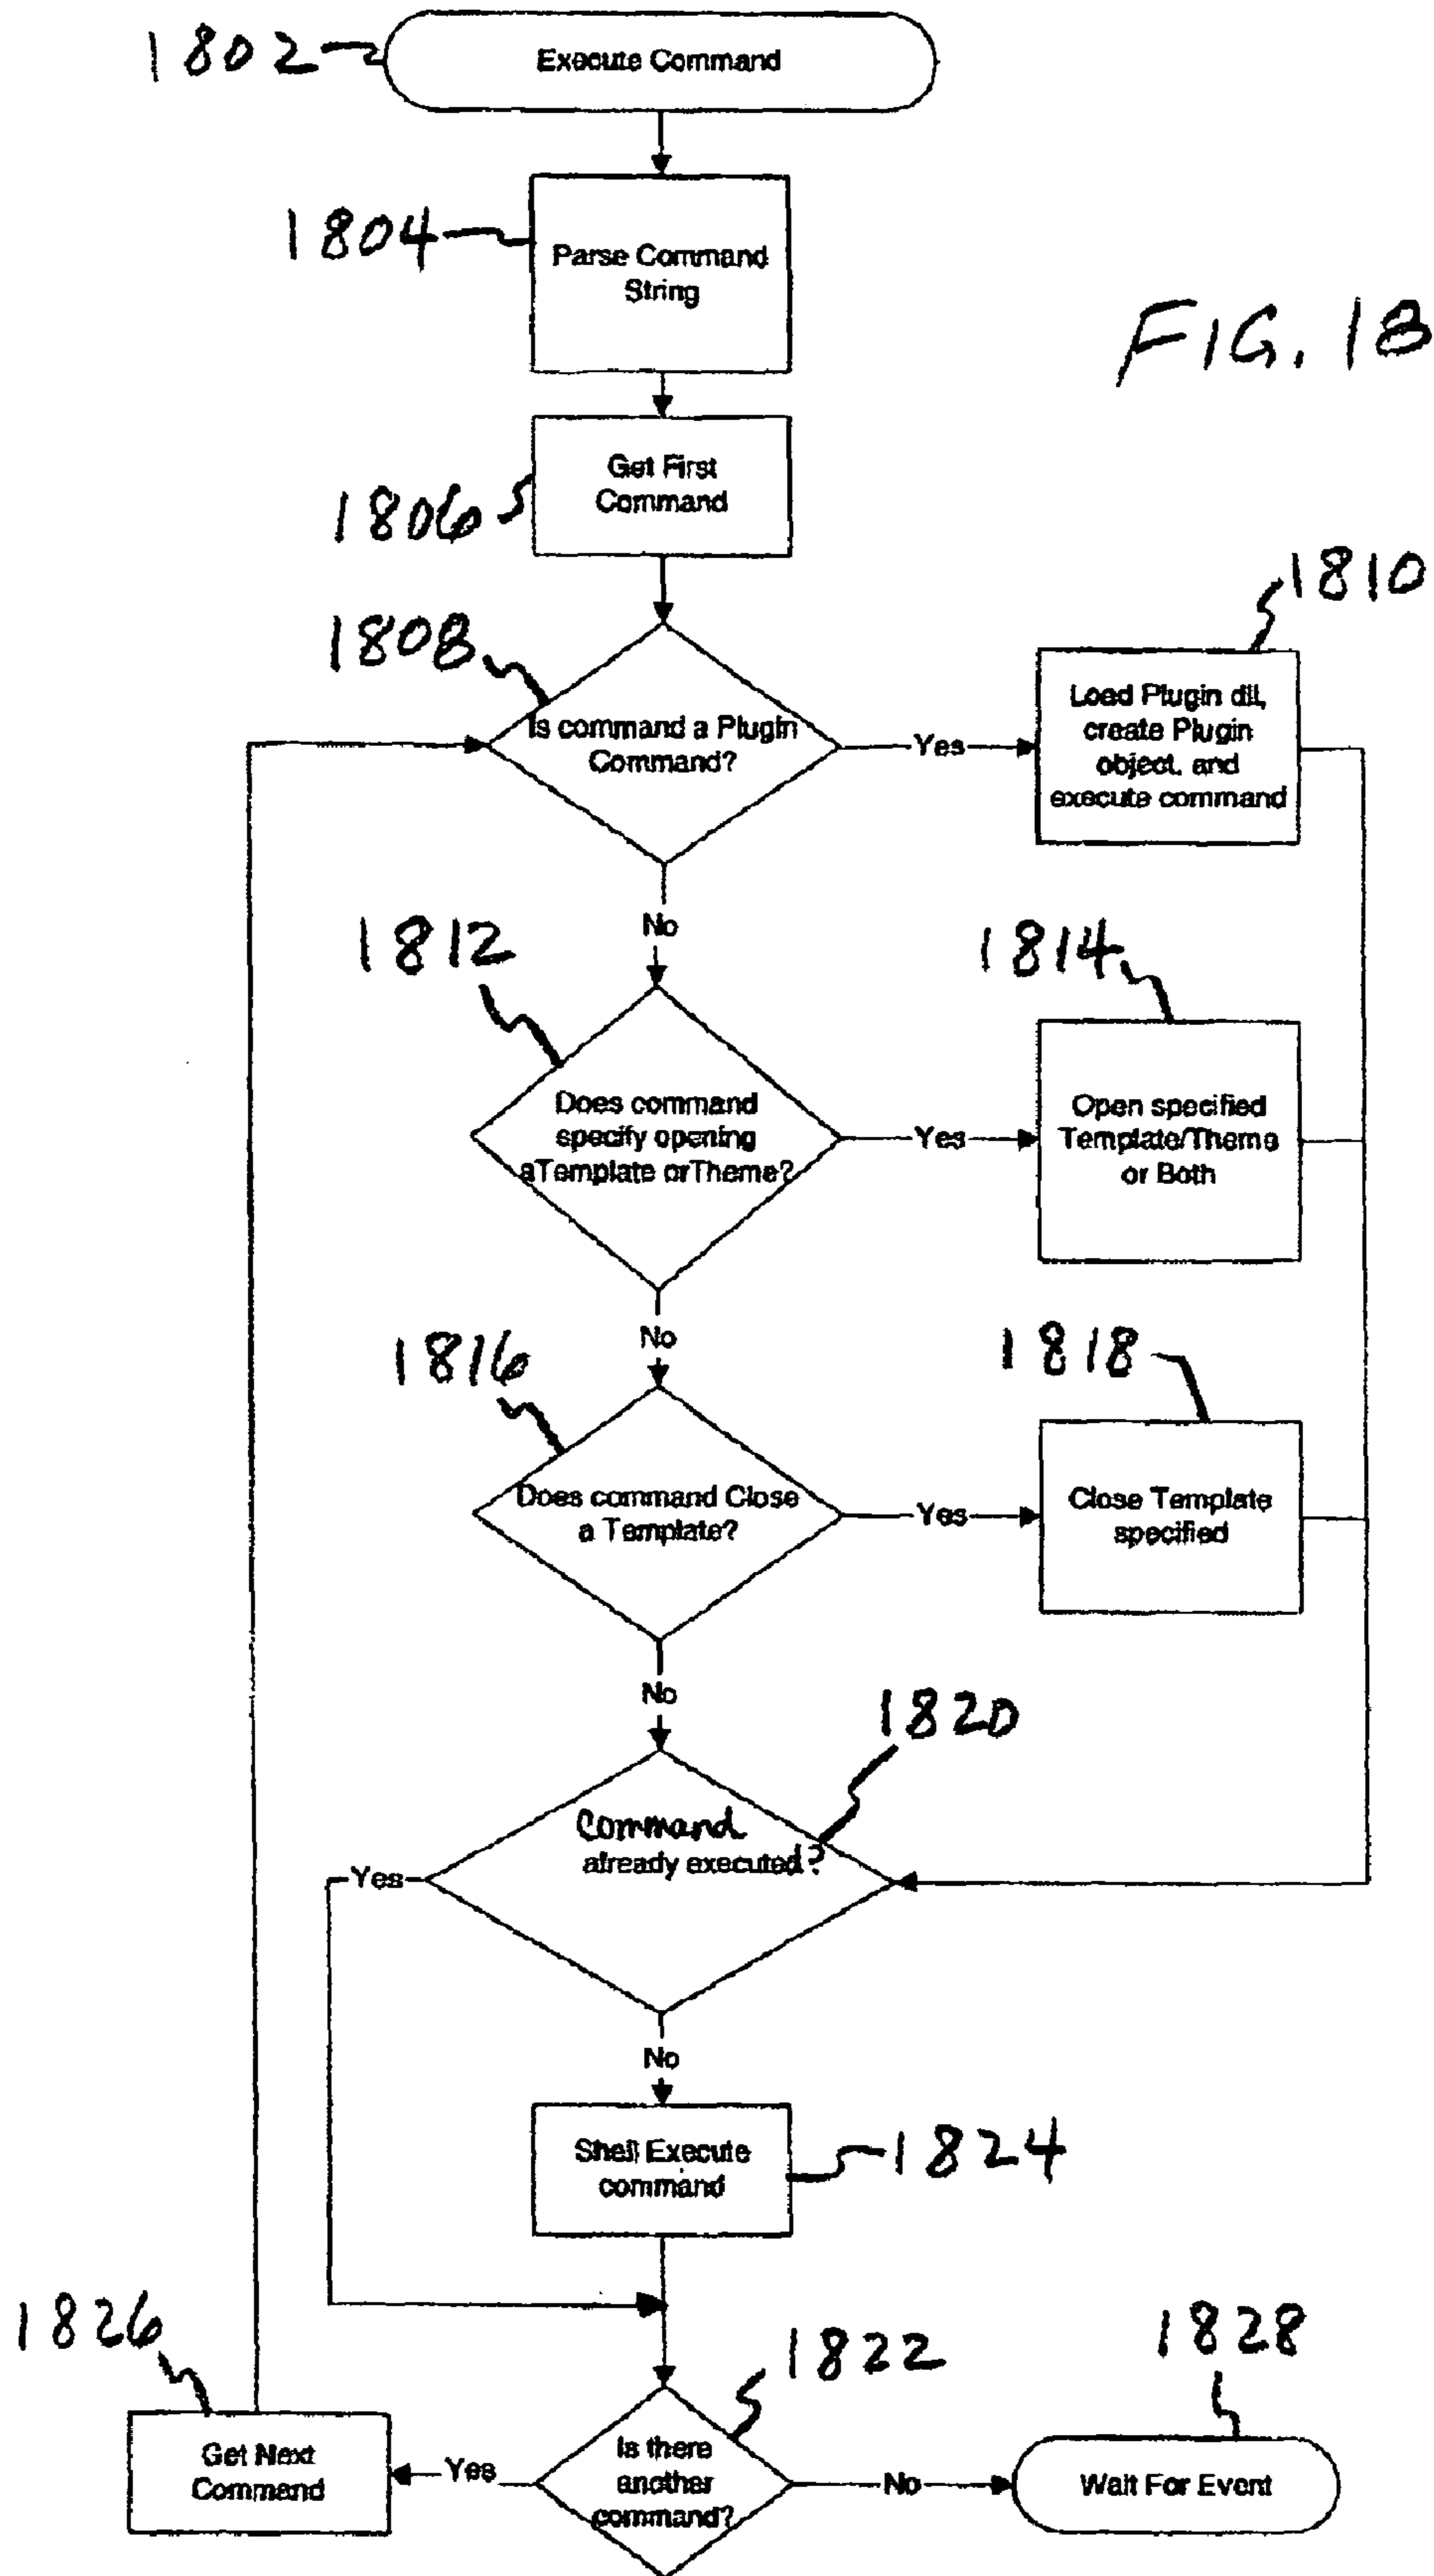 1802
Execute Command
1804
Parse Command
String
FIG. 18
1806
Get First
Command
1810
1808
Is command a Plugin
Command?
Yes
Load Plugin dll,
create Plugin
object, and
execute command
No
1812
1814
Does command
specify opening
aTemplate orTheme?
Yes
Open specified
Template/Theme
or Both
No
1816
1818
Does command Close
a Template?
Yes
Close Template
specified
No
1820
Command
already executed?
Yes
No
Shell Execute
command
1824
1826
1822
1828
Get Next
Command
Yes
Is there
another
command?
No
Wait For Event